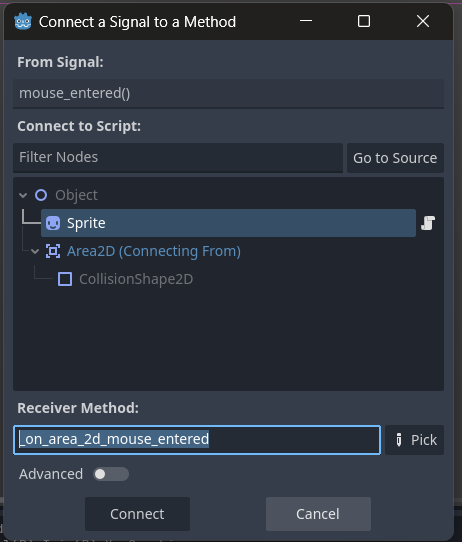 Connect a Signal to a Method
From Signal:
mouse_entered()
Connect to Script:
Filter Nodes
Go to Source
Object
Sprite
Area2D (Connecting From)
CollisionShape2D
Receiver Method:
_on_area_2d_mouse_entered
Pick
Advanced
Connect
Cancel